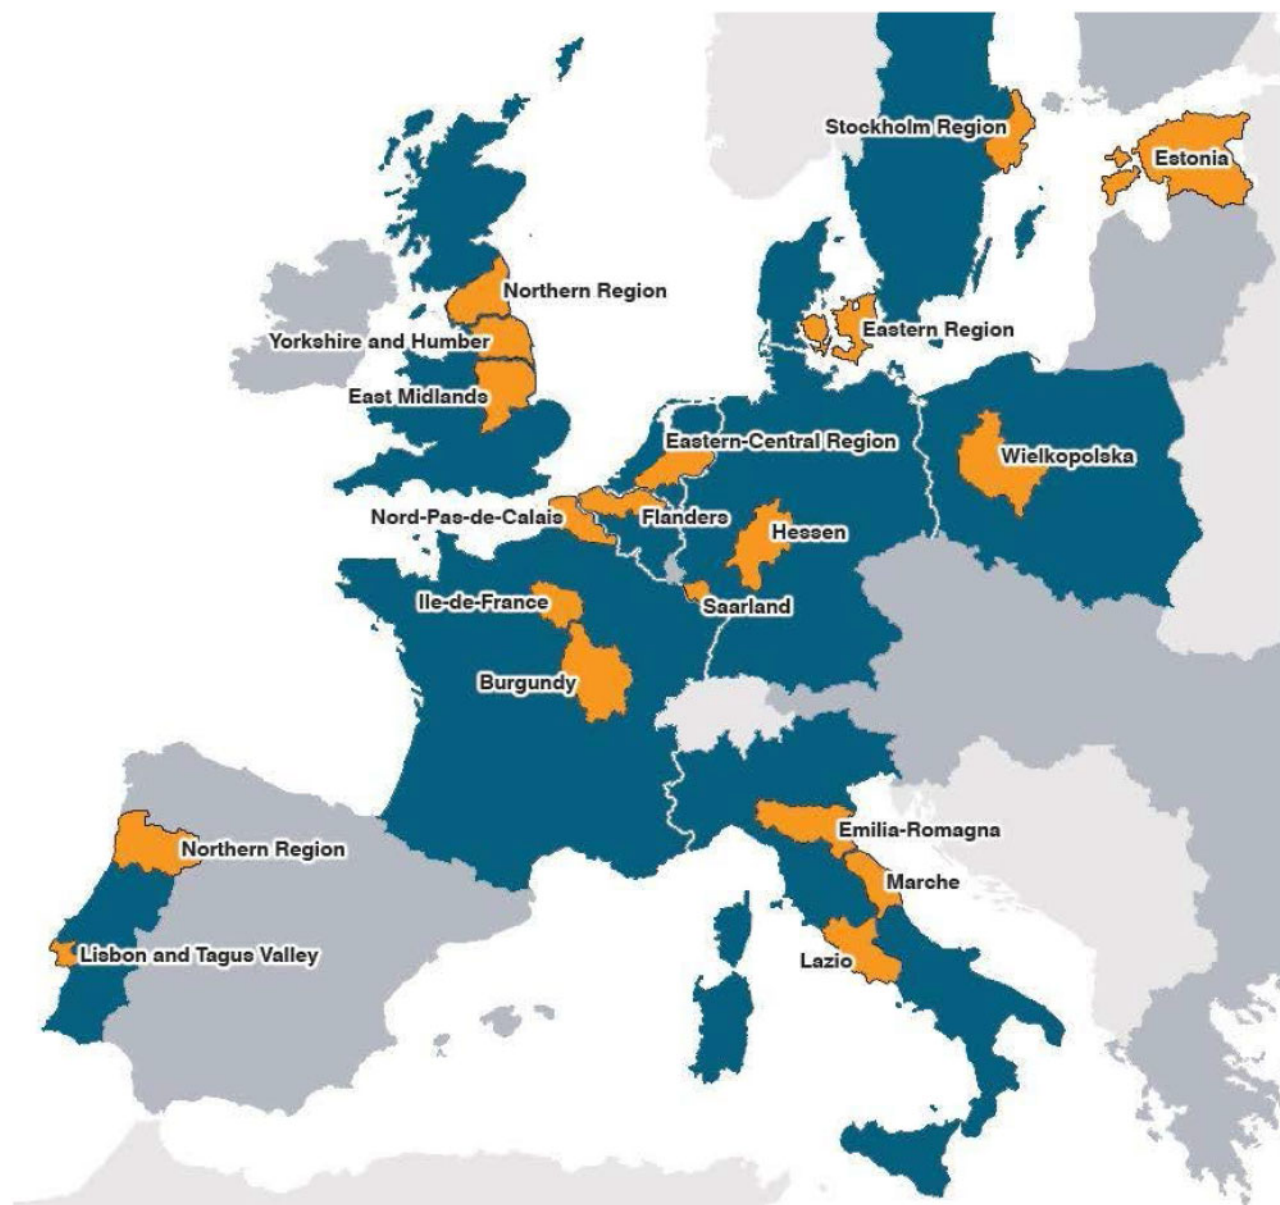 Stockholm Region
Estonia
Northern Region
Eastern Region
Yorkshire and Humber
East Midlands
Eastern-Central Region
Wielkopolska
Nord-Pas-de-Calais
Flanders
Hessen
Ile-de-France
Saarland
Burgundy
Emilia-Romagna
Northern Region
Marche
Lisbon and Tagus Valley
Lazio